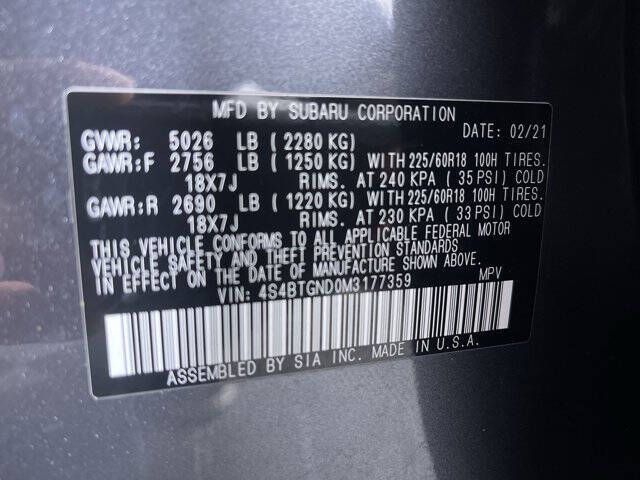 MFD BY SUBARU CORPORATION
DATE: 02/21
GVWR: 5026 LB ( 2280 KG)
GAWR:F 2756 LB ( 1250 KG) WITH 225/60R18 100H TIRES.
18X7J RIMS. AT 240 KPA ( 35 PSI) COLD
GAWR:R 2690 LB ( 1220 KG) WITH 225/60R18 100H TIRES.
18X7J RIMS. AT 230 KPA ( 33 PSI) COLD
THIS VEHICLE CONFORMS TO ALL APPLICABLE FEDERAL MOTOR
VEHICLE SAFETY AND THEFT PREVENTION STANDARDS
IN EFFECT ON THE DATE OF MANUFACTURE SHOWN ABOVE.
VIN: 4S4BTGND0M3177359 MPV
ASSEMBLED BY SIA INC. MADE IN U.S.A.